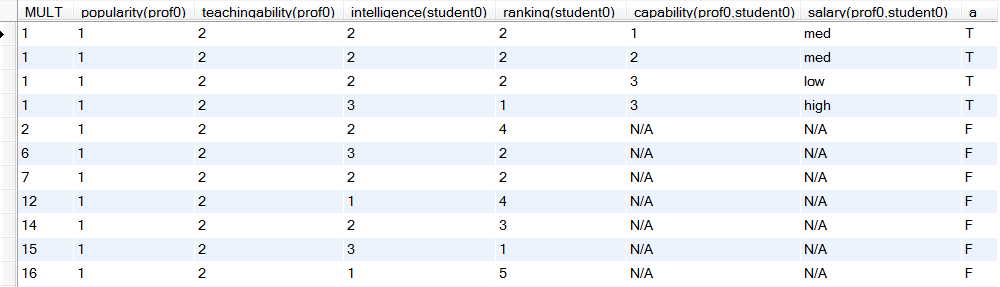 MULT popularity(prof0) teachingability(prof0) intelligence(student0) ranking(student0) capability(prof0,student0) salary(prof0,student0) a
1 1 2 2 2 1 med T
1 1 2 2 2 2 med T
1 1 2 2 2 3 low T
1 1 2 3 1 3 high T
2 1 2 2 4 N/A N/A F
6 1 2 3 2 N/A N/A F
7 1 2 2 2 N/A N/A F
12 1 2 1 4 N/A N/A F
14 1 2 2 3 N/A N/A F
15 1 2 3 1 N/A N/A F
16 1 2 1 5 N/A N/A F